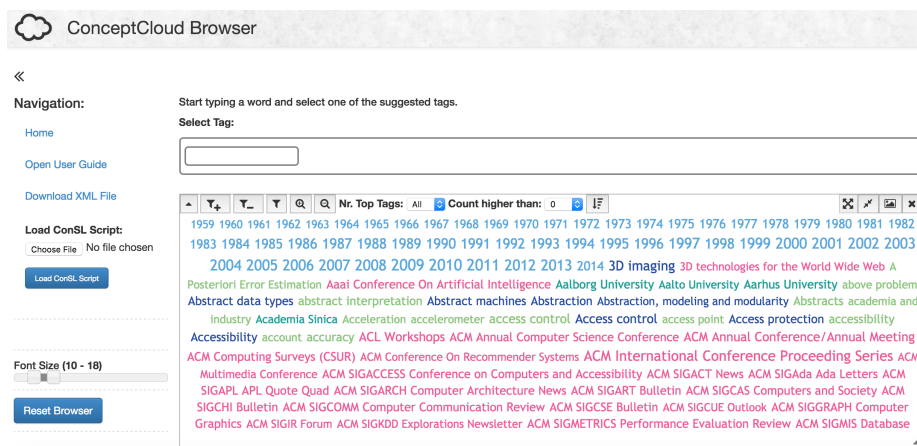 ConceptCloud Browser
«
Navigation:
Home
Open User Guide
Download XML File
Load ConSL Script:
Choose File No file chosen
Load ConSL Script
Font Size (10 - 18)
Reset Browser
Start typing a word and select one of the suggested tags.
Select Tag:
Nr. Top Tags: All Count higher than: 0
1959 1960 1961 1962 1963 1964 1965 1966 1967 1968 1969 1970 1971 1972 1973 1974 1975 1976 1977 1978 1979 1980 1981 1982
1983 1984 1985 1986 1987 1988 1989 1990 1991 1992 1993 1994 1995 1996 1997 1998 1999 2000 2001 2002 2003
2004 2005 2006 2007 2008 2009 2010 2011 2012 2013 2014 3D imaging 3D technologies for the World Wide Web A
Posteriori Error Estimation Aaai Conference On Artificial Intelligence Aalborg University Aalto University Aarhus University above problem
Abstract data types abstract interpretation Abstract machines Abstraction Abstraction, modeling and modularity Abstracts academia and
industry Academia Sinica Acceleration accelerometer access control Access control access point Access protection accessibility
Accessibility account accuracy ACL Workshops ACM Annual Computer Science Conference ACM Annual Conference/Annual Meeting
ACM Computing Surveys (CSUR) ACM Conference On Recommender Systems ACM International Conference Proceeding Series ACM
Multimedia Conference ACM SIGACCESS Conference on Computers and Accessibility ACM SIGACT News ACM SIGAda Ada Letters ACM
SIGAPL APL Quote Quad ACM SIGARCH Computer Architecture News ACM SIGART Bulletin ACM SIGCAS Computers and Society ACM
SIGCHI Bulletin ACM SIGCOMM Computer Communication Review ACM SIGCSE Bulletin ACM SIGCUE Outlook ACM SIGGRAPH Computer
Graphics ACM SIGIR Forum ACM SIGKDD Explorations Newsletter ACM SIGMETRICS Performance Evaluation Review ACM SIGMIS Database